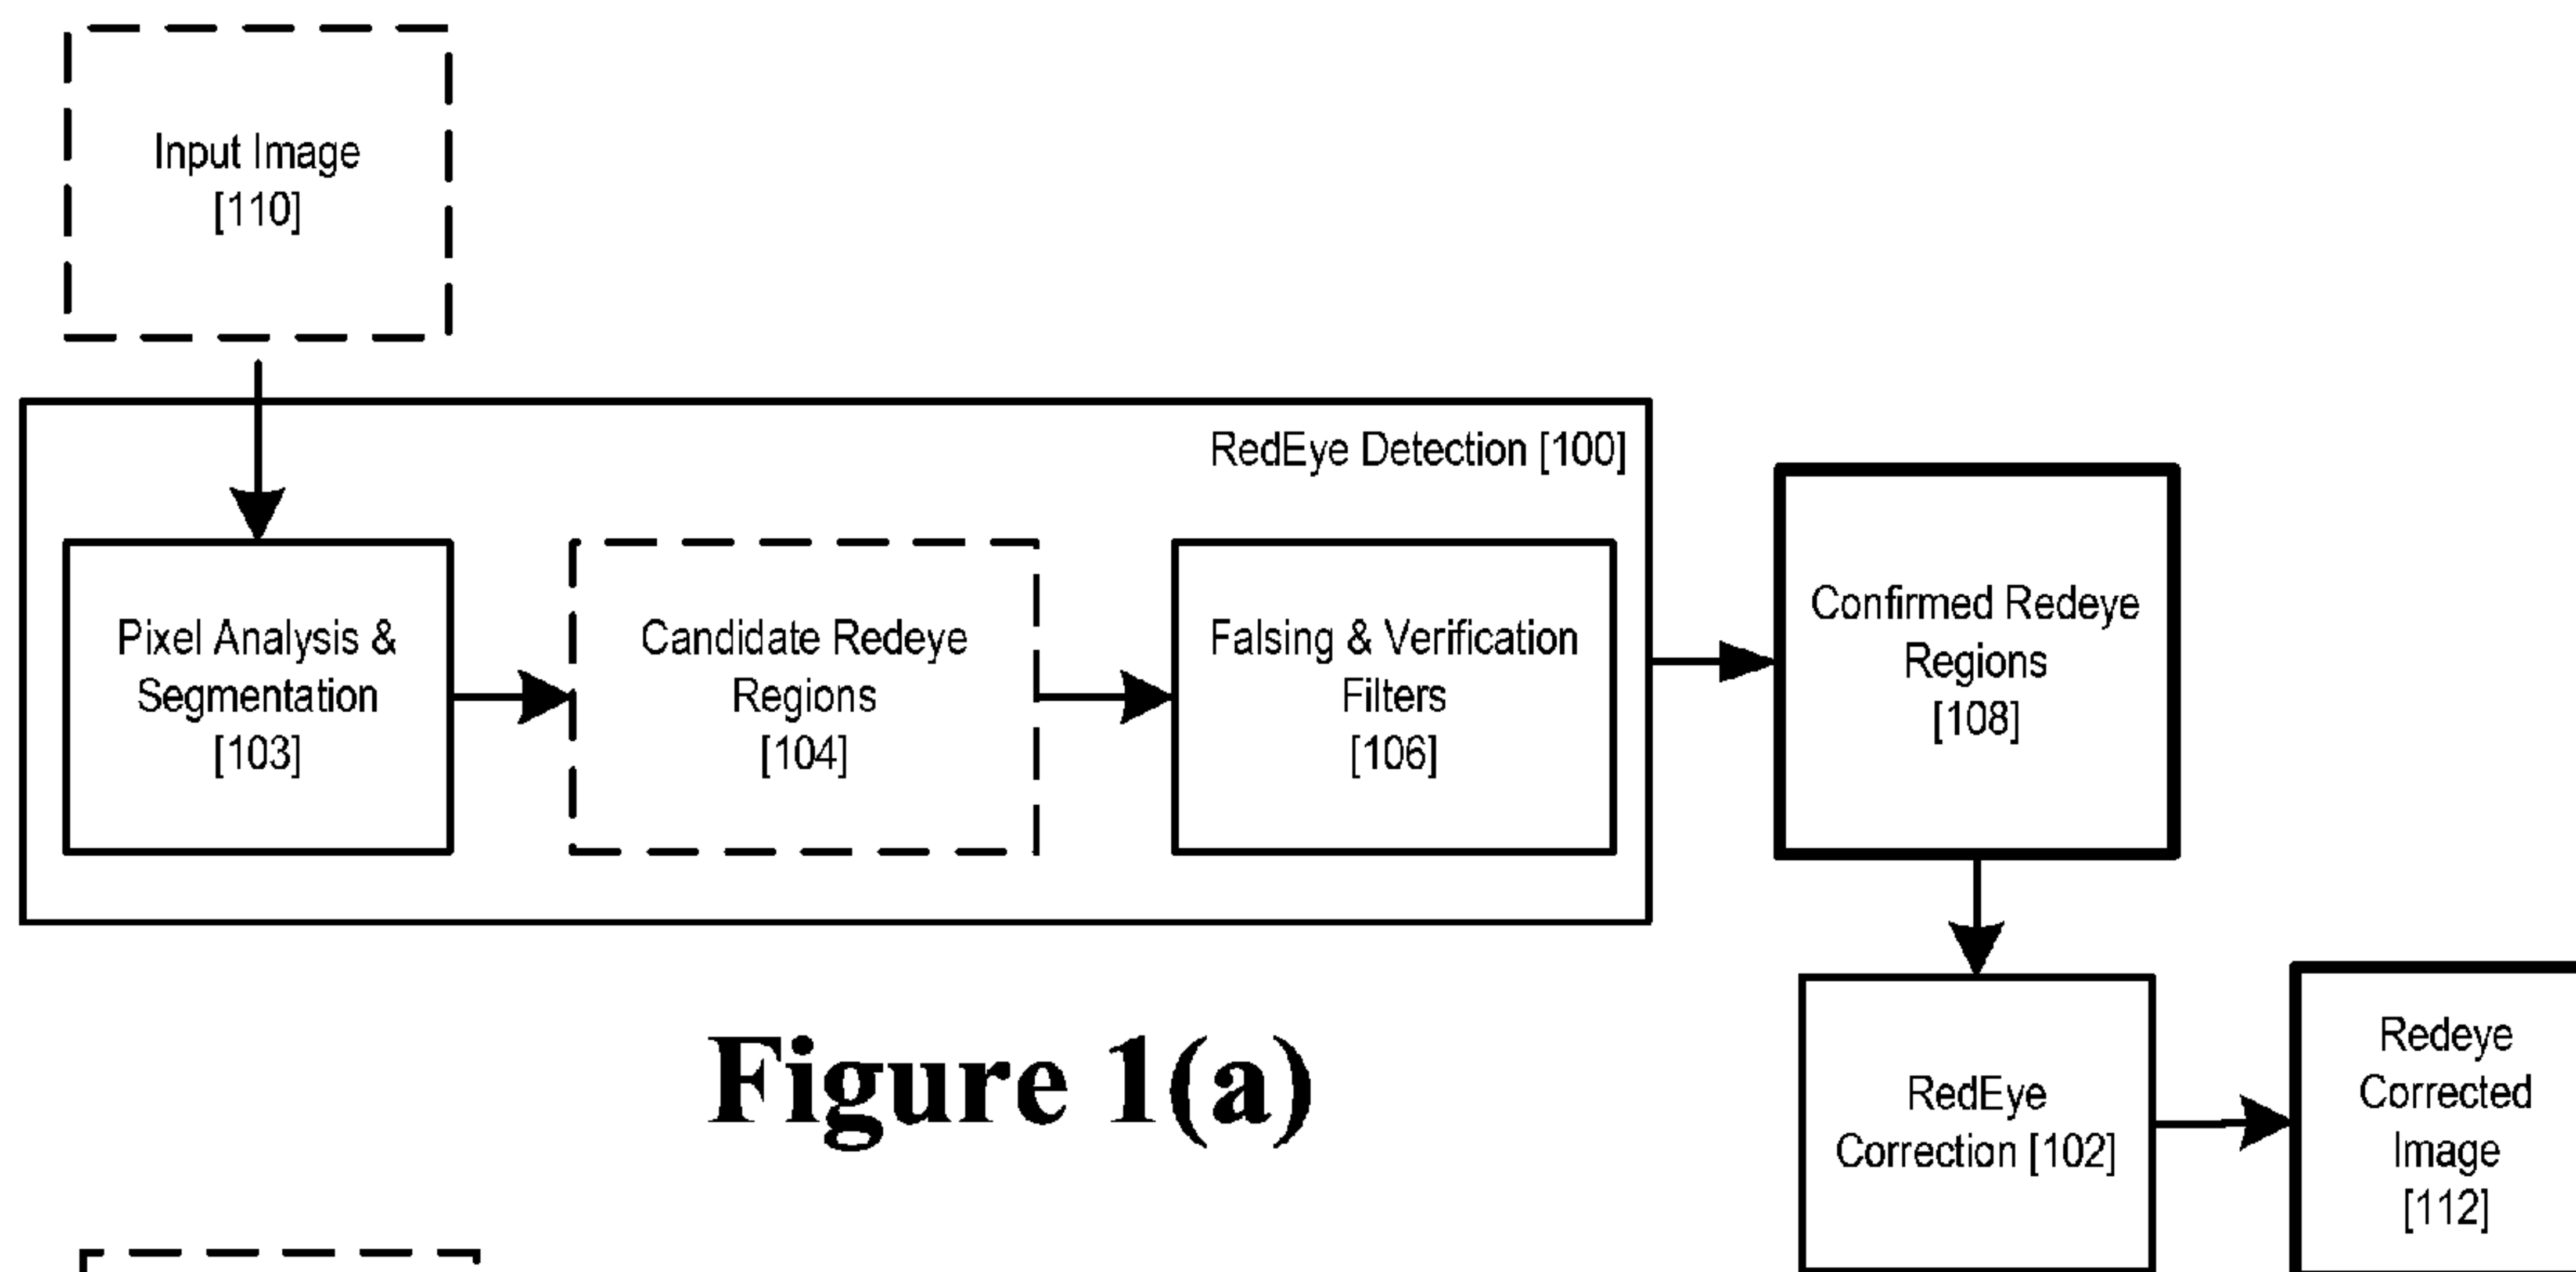 Input Image
[110]
RedEye Detection [100]
Pixel Analysis &
Segmentation
[103]
Candidate Redeye
Regions
[104]
Falsing & Verification
Filters
[106]
Confirmed Redeye
Regions
[108]
RedEye
Correction [102]
Redeye
Corrected
Image
[112]
Figure 1(a)